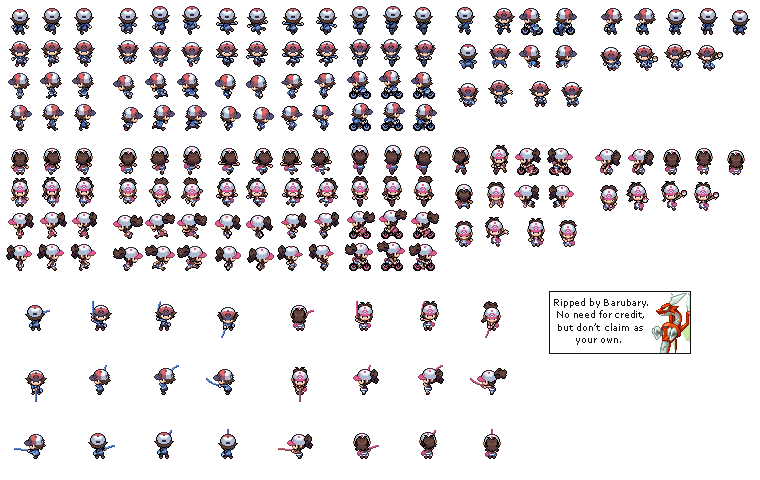 Ripped by Barubary.
No need for credit,
but don't claim as
your own.